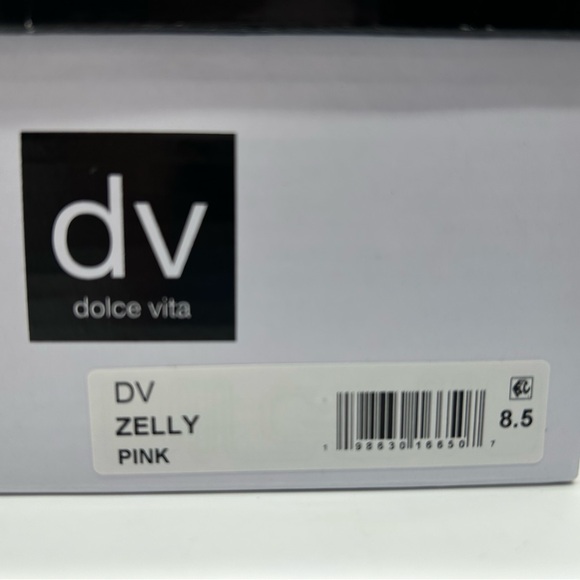 dv
dolce vita
DV
ZELLY
PINK
1 98630 16650 7
8.5